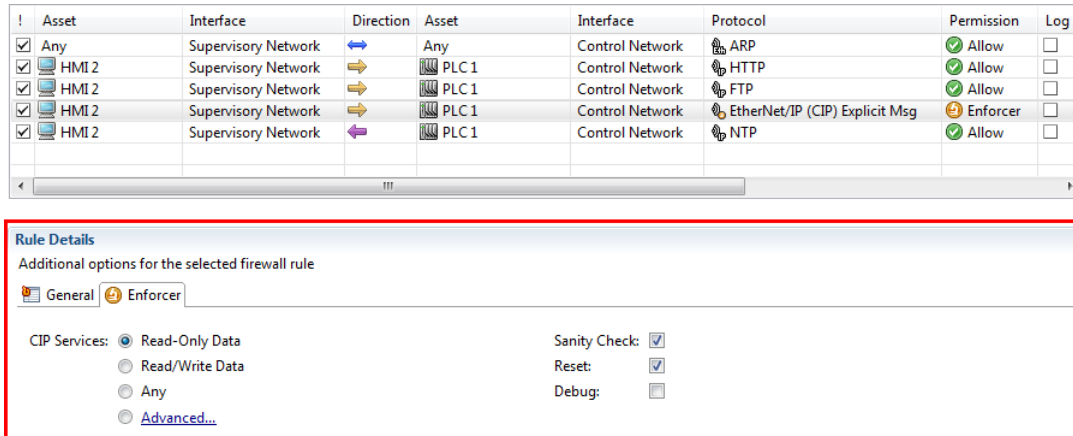 ! Asset Interface Direction Asset Interface Protocol Permission Log
Any Supervisory Network Any Control Network ARP Allow
HMI 2 Supervisory Network PLC 1 Control Network HTTP Allow
HMI 2 Supervisory Network PLC 1 Control Network FTP Allow
HMI 2 Supervisory Network PLC 1 Control Network EtherNet/IP (CIP) Explicit Msg Enforcer
HMI 2 Supervisory Network PLC 1 Control Network NTP Allow
Rule Details
Additional options for the selected firewall rule
General Enforcer
CIP Services: Read-Only Data Sanity Check:
Read/Write Data Reset:
Any Debug:
Advanced...